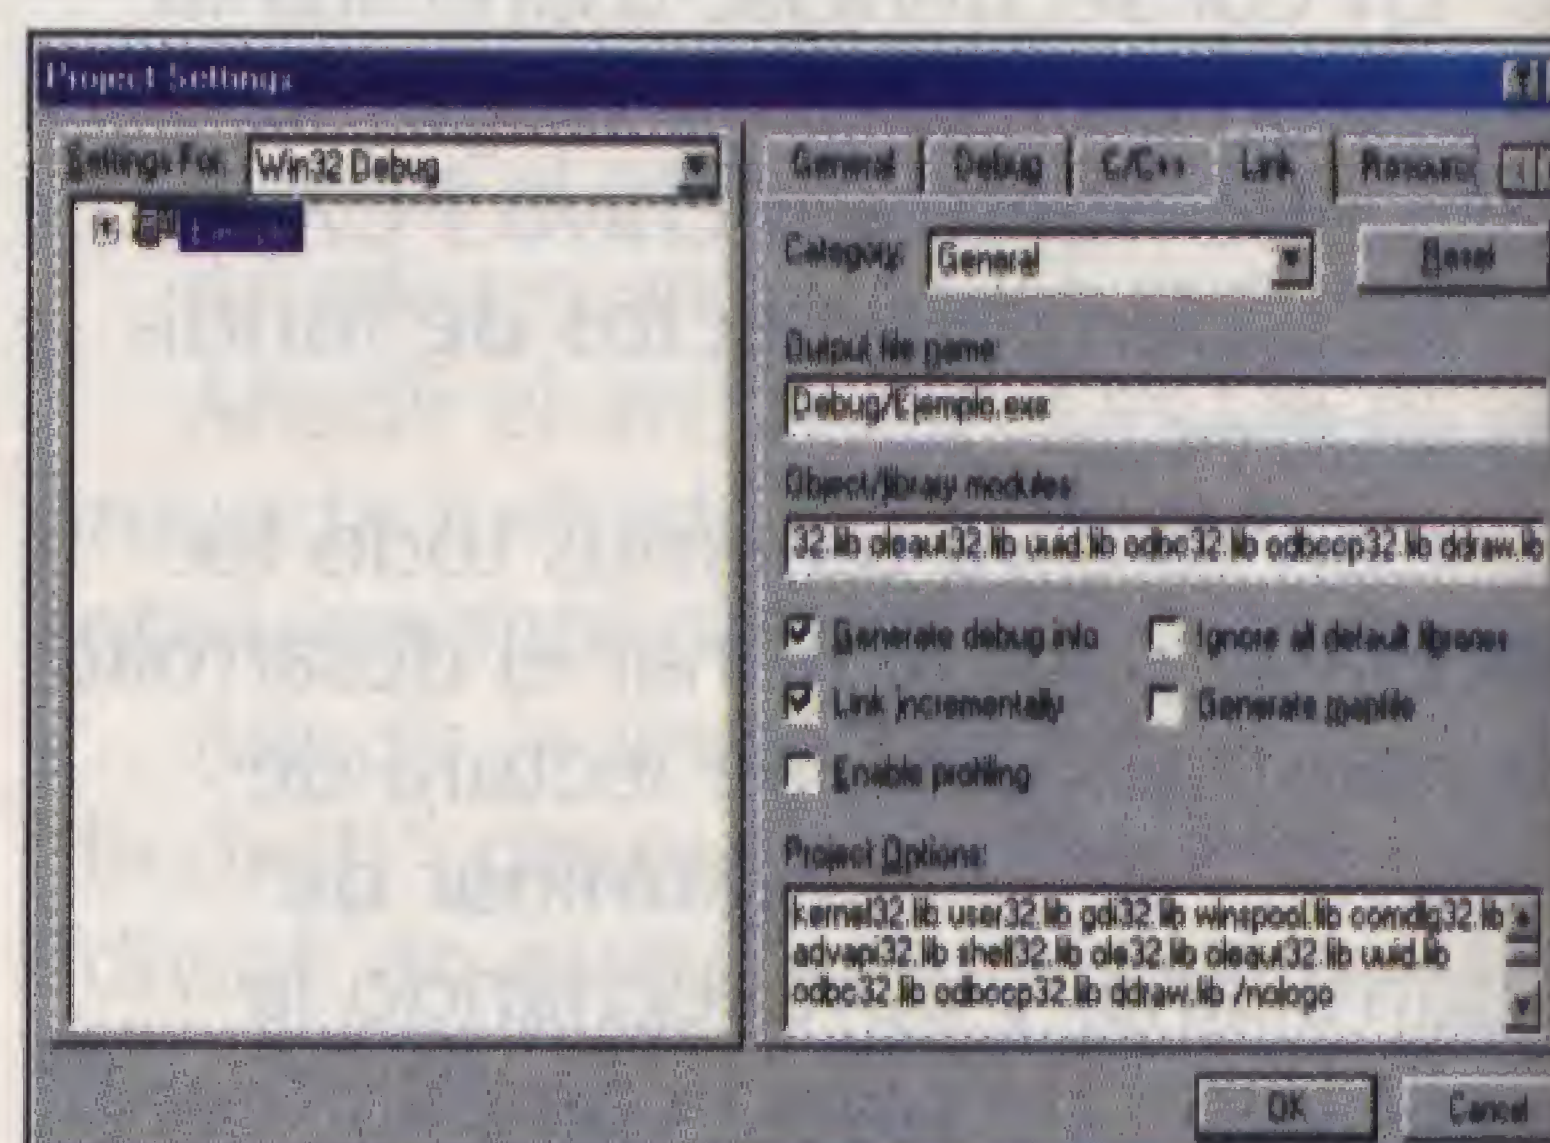 Project Settings
Settings For: Win32 Debug
General Debug C/C++ Link
Category: General Reset
Output file name:
Debug/Ejemplo.exe
Object/library modules:
32.lib oleaut32.lib uuid.lib odbc32.lib odbccp32.lib ddraw.lib
Generate debug info Ignore all default libraries
Link incrementally Generate mapfile
Enable profiling
Project Options:
kernel32.lib user32.lib gdi32.lib winspool.lib comdlg32.lib
advapi32.lib shell32.lib ole32.lib oleaut32.lib uuid.lib
odbc32.lib odbccp32.lib ddraw.lib /nologo
OK Cancel